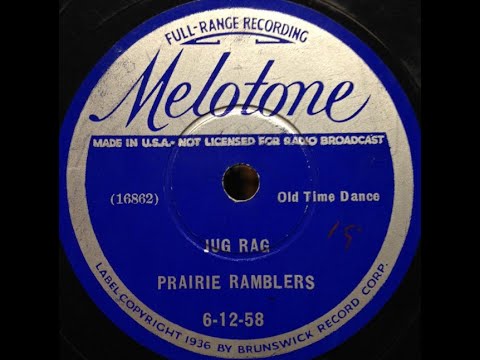 FULL-RANGE RECORDING
Melotone
MADE IN U.S.A.- NOT LICENSED FOR RADIO BROADCAST
(16862)
Old Time Dance
JUG RAG
PRAIRIE RAMBLERS
6-12-58
LABEL COPYRIGHT 1936 BY BRUNSWICK RECORD CORP.